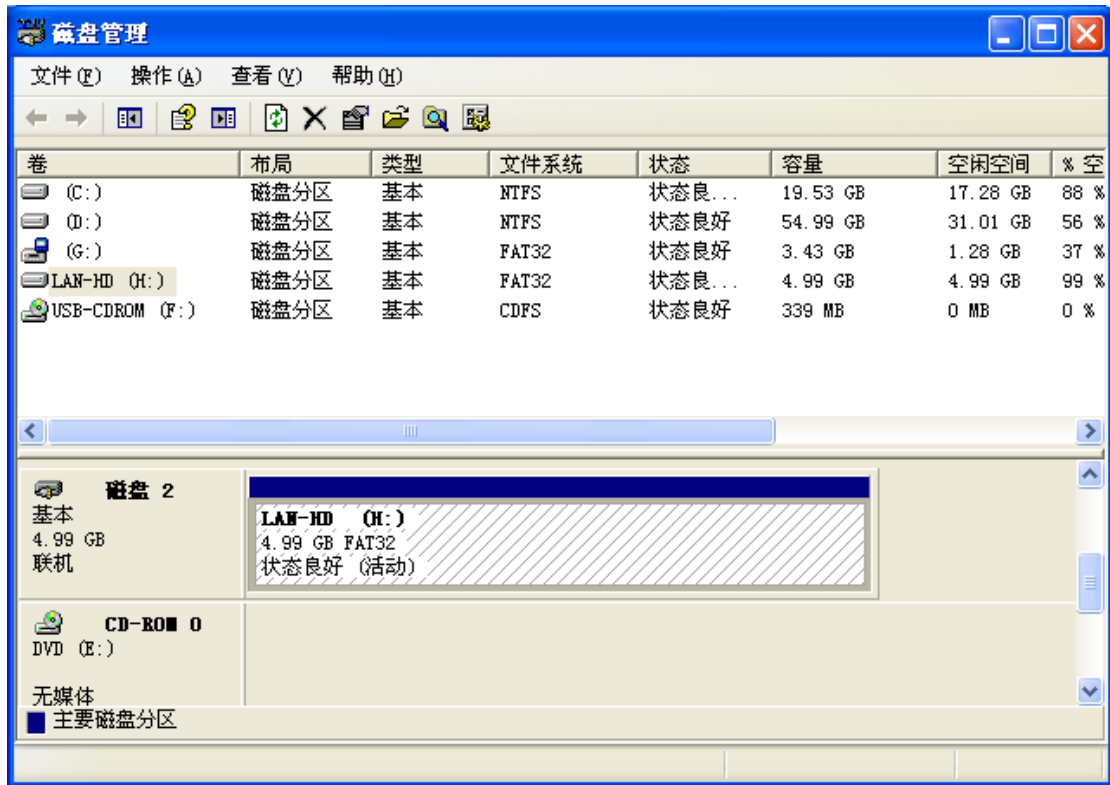 磁盘管理
文件(F) 操作(A) 查看(V) 帮助(H)
卷 布局 类型 文件系统 状态 容量 空闲空间 % 空
(C:) 磁盘分区 基本 NTFS 状态良... 19.53 GB 17.28 GB 88 %
(D:) 磁盘分区 基本 NTFS 状态良好 54.99 GB 31.01 GB 56 %
(G:) 磁盘分区 基本 FAT32 状态良好 3.43 GB 1.28 GB 37 %
LAN-HD (H:) 磁盘分区 基本 FAT32 状态良... 4.99 GB 4.99 GB 99 %
USB-CDROM (F:) 磁盘分区 基本 CDFS 状态良好 339 MB 0 MB 0 %
磁盘 2
基本
4.99 GB
联机
LAN-HD (H:)
4.99 GB FAT32
状态良好 (活动)
CD-ROM 0
DVD (E:)
无媒体
主要磁盘分区